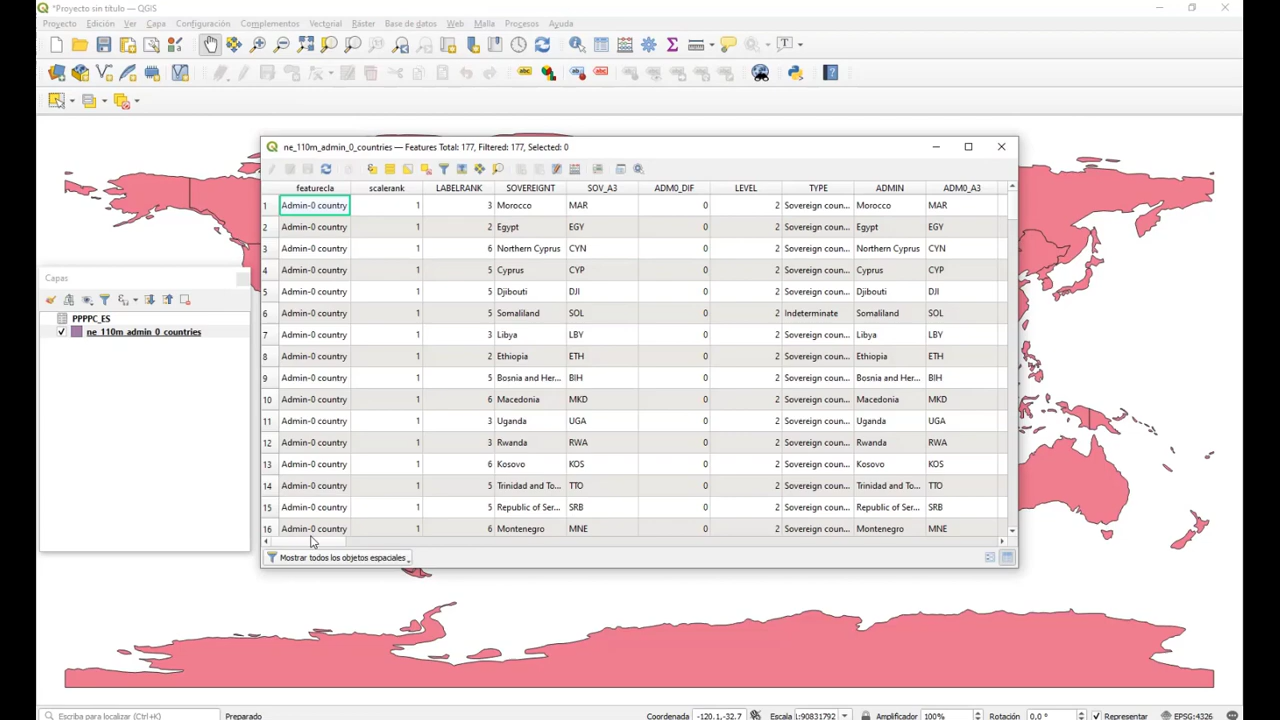 *Proyecto sin título — QGIS
Proyecto Edición Ver Capa Configuración Complementos Vectorial Ráster Base de datos Web Malla Procesos Ayuda
ne_110m_admin_0_countries — Features Total: 177, Filtered: 177, Selected: 0
featurecla scalerank LABELRANK SOVEREIGNT SOV_A3 ADM0_DIF LEVEL TYPE ADMIN ADM0_A3
1 Admin-0 country 1 3 Morocco MAR 0 2 Sovereign coun... Morocco MAR
2 Admin-0 country 1 2 Egypt EGY 0 2 Sovereign coun... Egypt EGY
3 Admin-0 country 1 6 Northern Cyprus CYN 0 2 Sovereign coun... Northern Cyprus CYN
4 Admin-0 country 1 5 Cyprus CYP 0 2 Sovereign coun... Cyprus CYP
5 Admin-0 country 1 5 Djibouti DJI 0 2 Sovereign coun... Djibouti DJI
6 Admin-0 country 1 5 Somaliland SOL 0 2 Indeterminate Somaliland SOL
7 Admin-0 country 1 3 Libya LBY 0 2 Sovereign coun... Libya LBY
8 Admin-0 country 1 2 Ethiopia ETH 0 2 Sovereign coun... Ethiopia ETH
9 Admin-0 country 1 5 Bosnia and Her... BIH 0 2 Sovereign coun... Bosnia and Her... BIH
10 Admin-0 country 1 6 Macedonia MKD 0 2 Sovereign coun... Macedonia MKD
11 Admin-0 country 1 3 Uganda UGA 0 2 Sovereign coun... Uganda UGA
12 Admin-0 country 1 3 Rwanda RWA 0 2 Sovereign coun... Rwanda RWA
13 Admin-0 country 1 6 Kosovo KOS 0 2 Sovereign coun... Kosovo KOS
14 Admin-0 country 1 5 Trinidad and To... TTO 0 2 Sovereign coun... Trinidad and To... TTO
15 Admin-0 country 1 5 Republic of Ser... SRB 0 2 Sovereign coun... Republic of Ser... SRB
16 Admin-0 country 1 6 Montenegro MNE 0 2 Sovereign coun... Montenegro MNE
Mostrar todos los objetos espaciales
Capas
PPPPC_ES
ne_110m_admin_0_countries
Escriba para localizar (Ctrl+K) Preparado Coordenada -120.1,-32.7 Escala 1:90831792 Amplificador 100% Rotación 0,0 ° Representar EPSG:4326